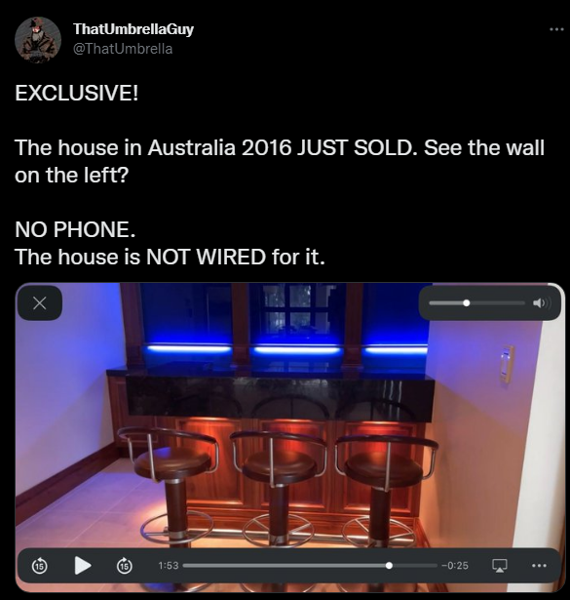 ThatUmbrellaGuy
@ThatUmbrella
EXCLUSIVE!
The house in Australia 2016 JUST SOLD. See the wall
on the left?
NO PHONE.
The house is NOT WIRED for it.
15
15
1:53
-0:25